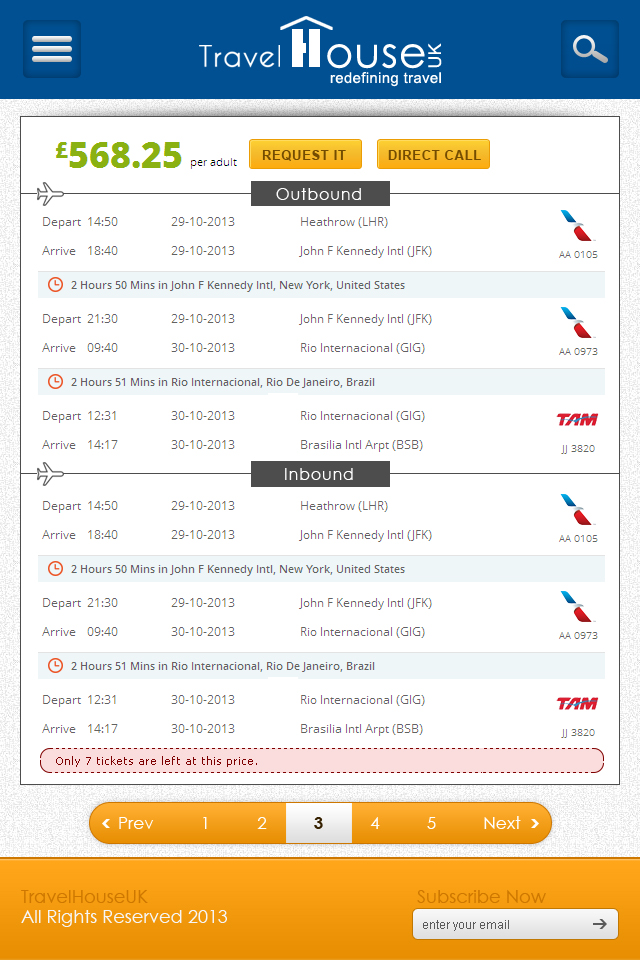 Travel House UK
redefining travel
£568.25 per adult REQUEST IT DIRECT CALL
Outbound
Depart 14:50 29-10-2013 Heathrow (LHR)
Arrive 18:40 29-10-2013 John F Kennedy Intl (JFK)
AA 0105
2 Hours 50 Mins in John F Kennedy Intl, New York, United States
Depart 21:30 29-10-2013 John F Kennedy Intl (JFK)
Arrive 09:40 30-10-2013 Rio Internacional (GIG)
AA 0973
2 Hours 51 Mins in Rio Internacional, Rio De Janeiro, Brazil
Depart 12:31 30-10-2013 Rio Internacional (GIG)
TAM
Arrive 14:17 30-10-2013 Brasilia Intl Arpt (BSB)
JJ 3820
Inbound
Depart 14:50 29-10-2013 Heathrow (LHR)
Arrive 18:40 29-10-2013 John F Kennedy Intl (JFK)
AA 0105
2 Hours 50 Mins in John F Kennedy Intl, New York, United States
Depart 21:30 29-10-2013 John F Kennedy Intl (JFK)
Arrive 09:40 30-10-2013 Rio Internacional (GIG)
AA 0973
2 Hours 51 Mins in Rio Internacional, Rio De Janeiro, Brazil
Depart 12:31 30-10-2013 Rio Internacional (GIG)
TAM
Arrive 14:17 30-10-2013 Brasilia Intl Arpt (BSB)
JJ 3820
Only 7 tickets are left at this price.
Prev 1 2 3 4 5 Next
TravelHouseUK
All Rights Reserved 2013
Subscribe Now
enter your email